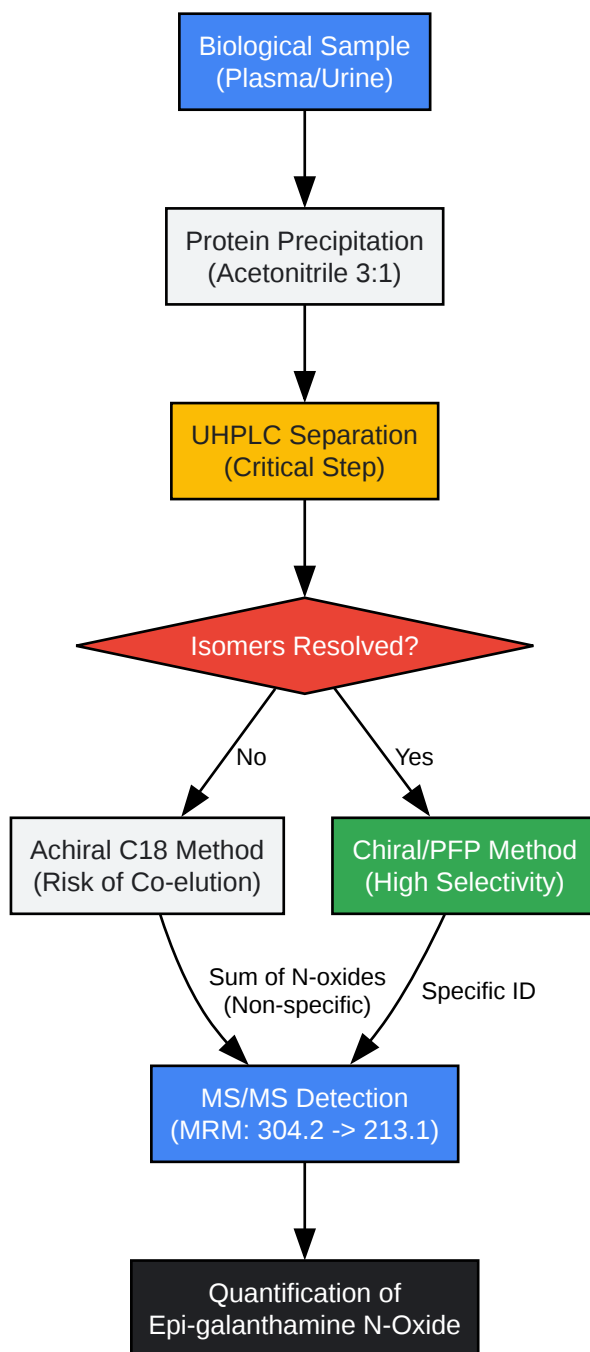 Biological Sample
(Plasma/Urine)
Protein Precipitation
(Acetonitrile 3:1)
UHPLC Separation
(Critical Step)
Isomers Resolved?
No
Yes
Achiral C18 Method
(Risk of Co-elution)
Chiral/PFP Method
(High Selectivity)
Sum of N-oxides
(Non-specific)
Specific ID
MS/MS Detection
(MRM: 304.2 -> 213.1)
Quantification of
Epi-galanthamine N-Oxide